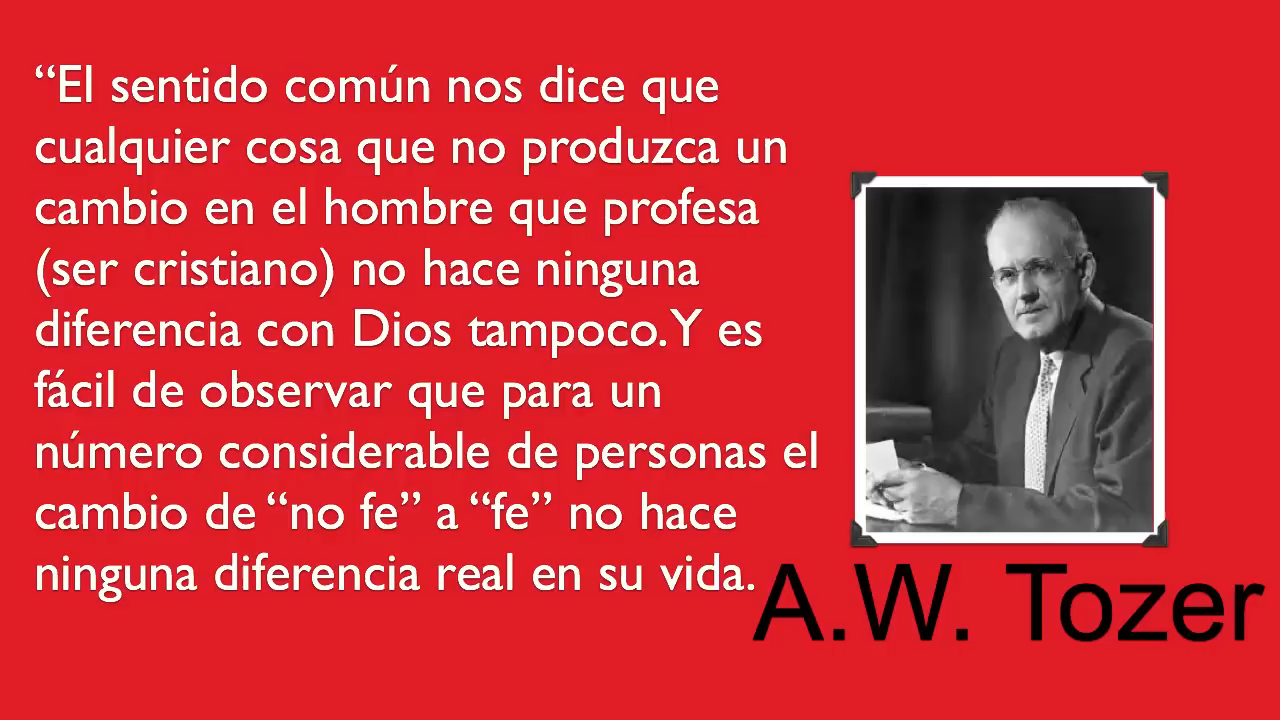 “El sentido común nos dice que
cualquier cosa que no produzca un
cambio en el hombre que profesa
(ser cristiano) no hace ninguna
diferencia con Dios tampoco. Y es
fácil de observar que para un
número considerable de personas el
cambio de “no fe” a “fe” no hace
ninguna diferencia real en su vida.
A.W. Tozer